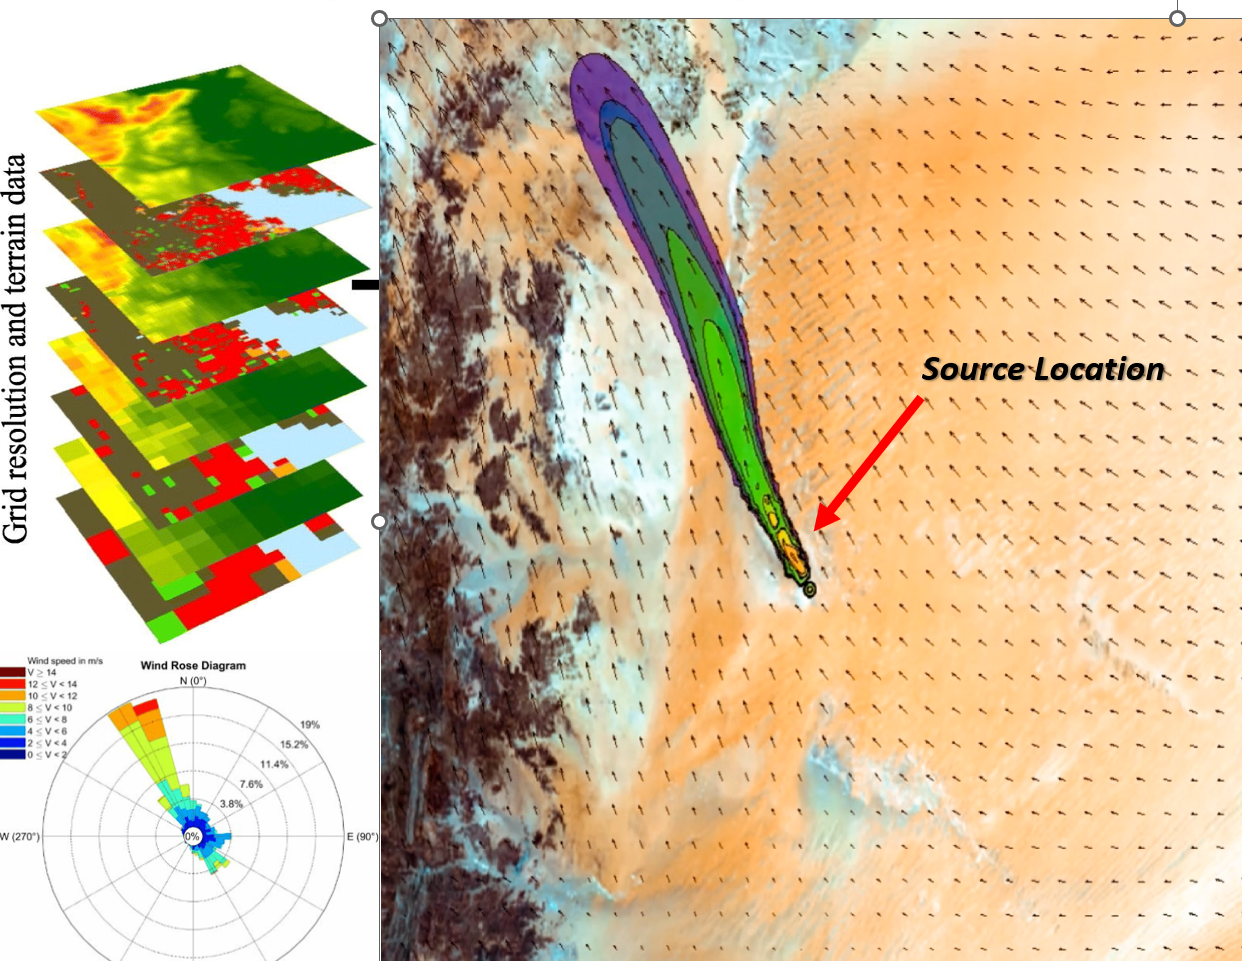 Grid resolution and terrain data
Source Location
Wind speed in m/s
V ≥ 14
12 ≤ V < 14
10 ≤ V < 12
8 ≤ V < 10
6 ≤ V < 8
4 ≤ V < 6
2 ≤ V < 4
0 ≤ V < 2
Wind Rose Diagram
N (0°)
19%
15.2%
11.4%
7.6%
3.8%
0%
W (270°)
E (90°)